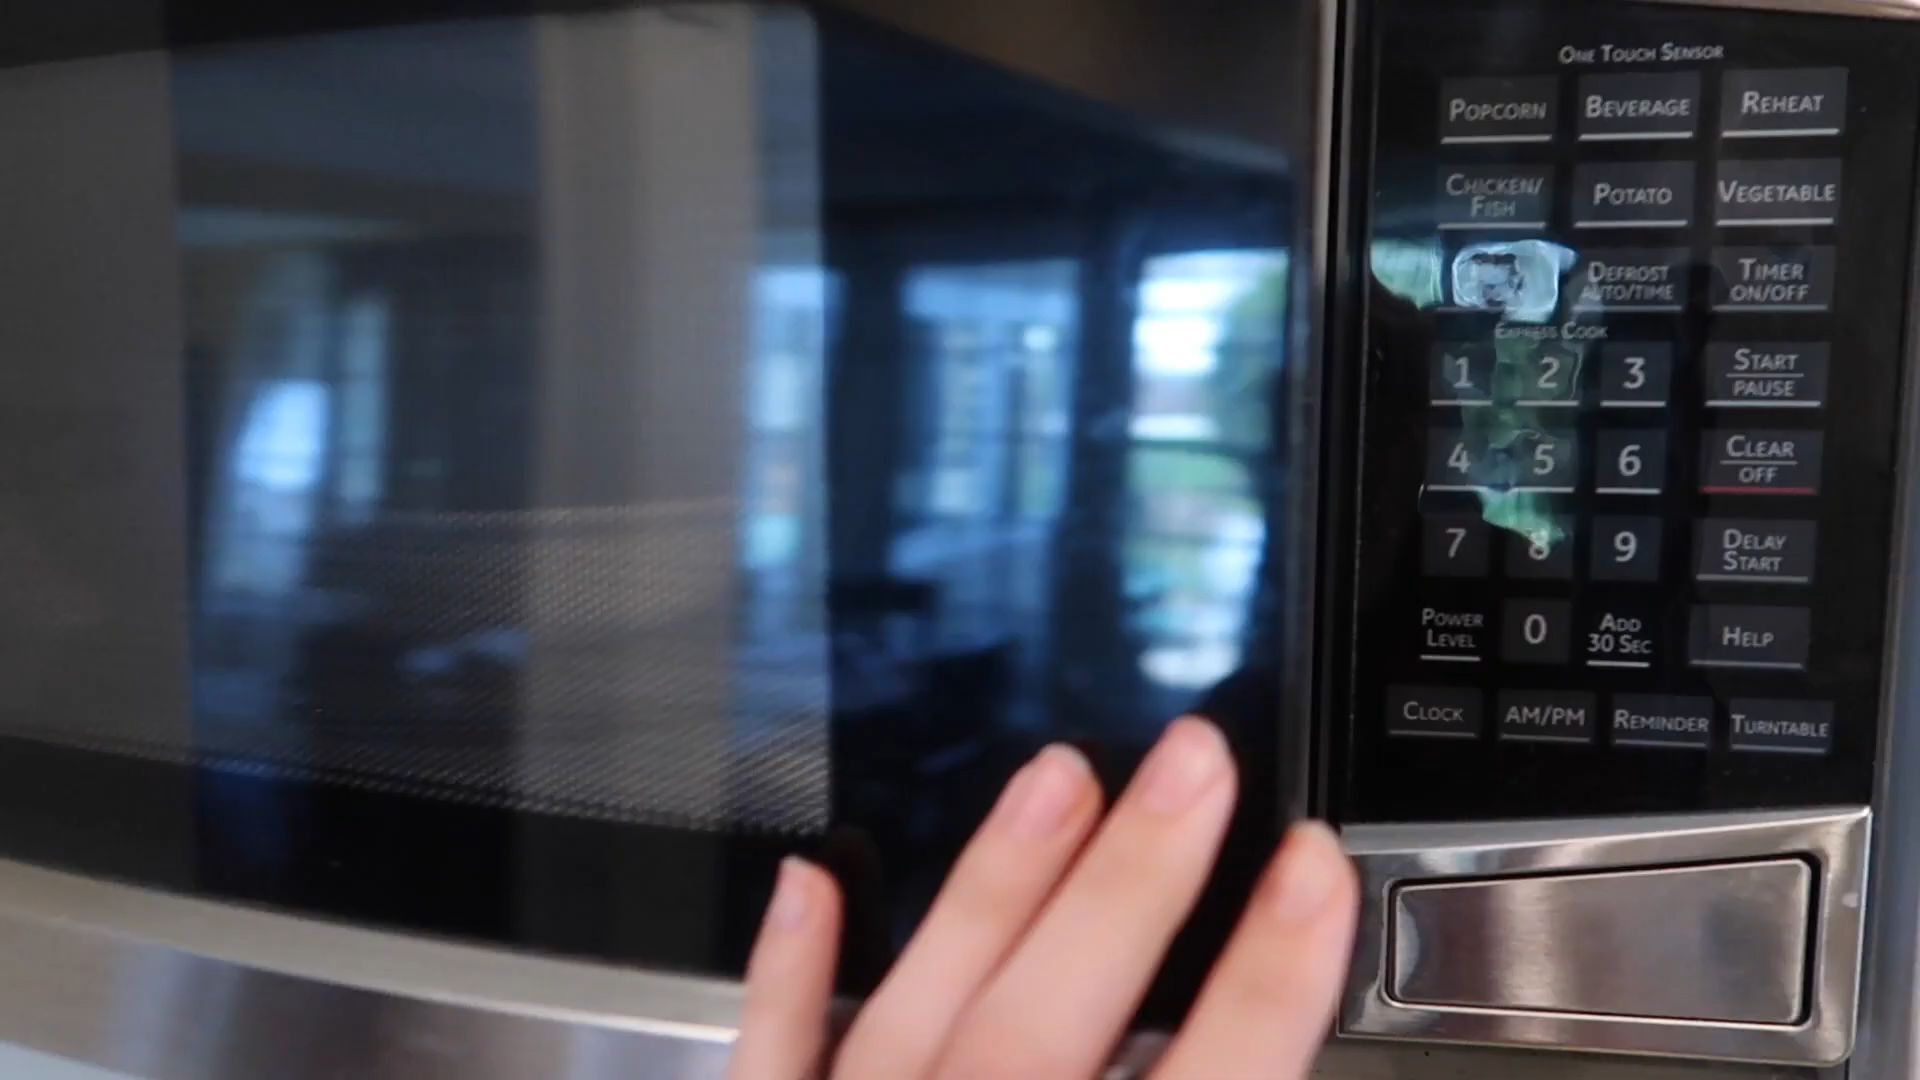 One Touch Sensor
Popcorn Beverage Reheat
Chicken/
Fish
Potato
Vegetable
Defrost
Auto/Time
Timer
On/Off
Express Cook
1 2 3
Start
Pause
4 5 6
Clear
Off
7 8 9
Delay
Start
Power
Level
0
Add
30 Sec
Help
Clock AM/PM Reminder Turntable